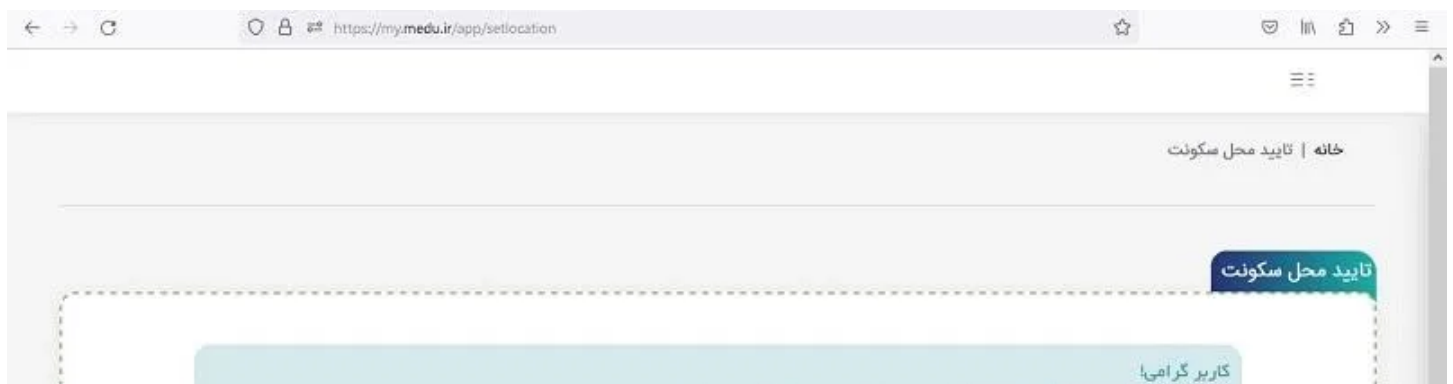 https://my.medu.ir/app/setlocation
خانه | تایید محل سکونت
تایید محل سکونت
کاربر گرامی!